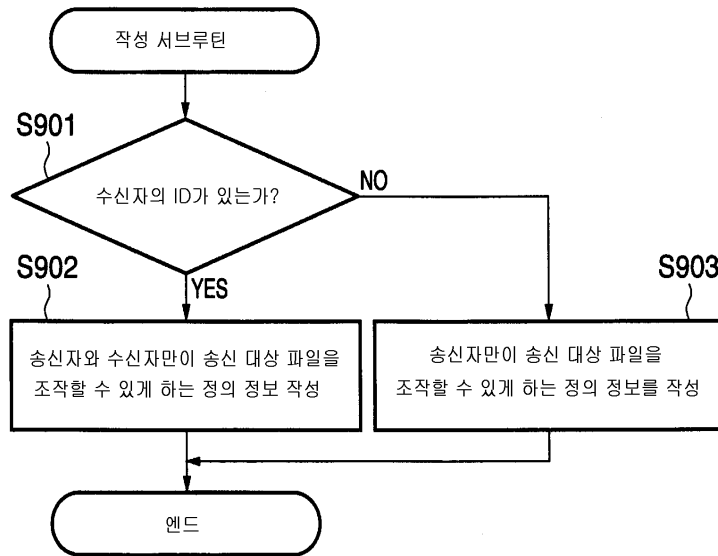 작성 서브루틴
S901
수신자의 ID가 있는가?
NO
S902
YES
S903
송신자와 수신자만이 송신 대상 파일을
조작할 수 있게 하는 정의 정보 작성
송신자만이 송신 대상 파일을
조작할 수 있게 하는 정의 정보를 작성
엔드